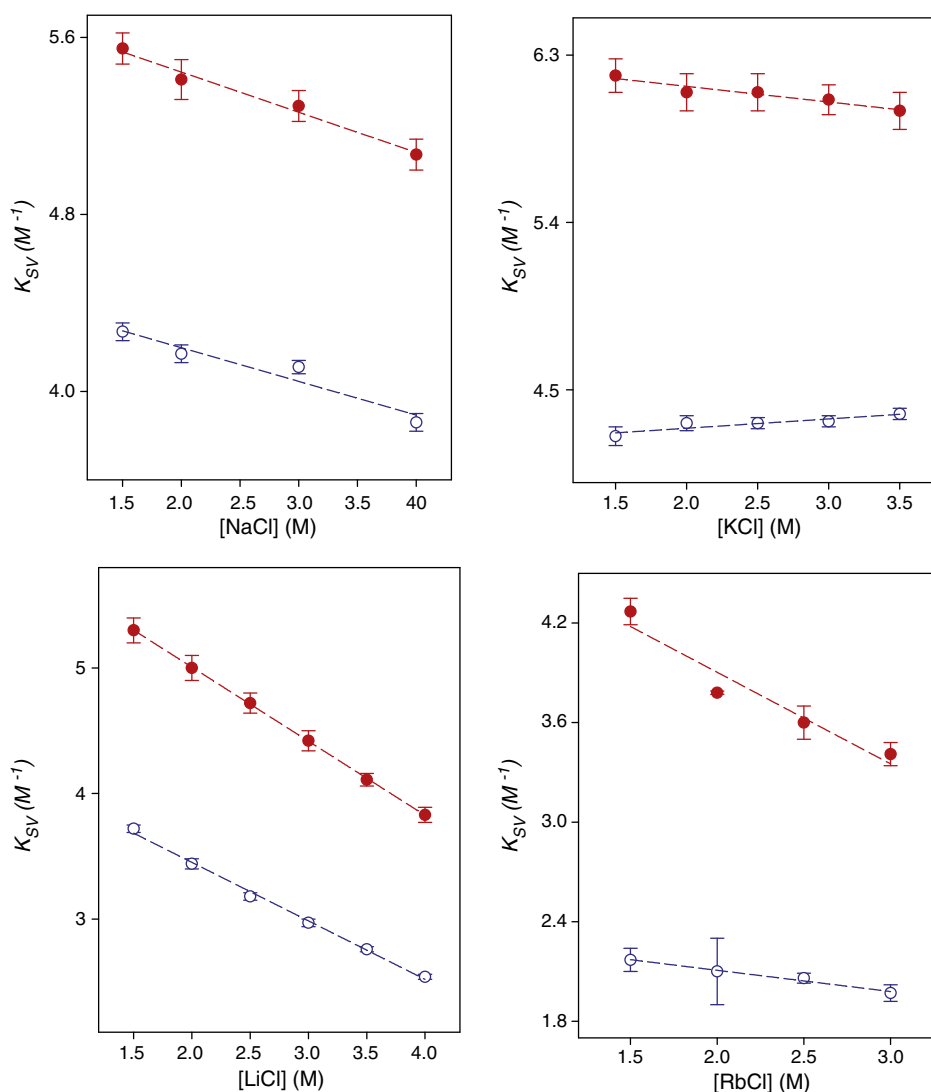 5.6
4.8
4.0
K_SV (M^-1)
1.5 2.0 2.5 3.0 3.5 40
[NaCl] (M)
6.3
5.4
4.5
K_SV (M^-1)
1.5 2.0 2.5 3.0 3.5
[KCl] (M)
5
4
3
K_SV (M^-1)
1.5 2.0 2.5 3.0 3.5 4.0
[LiCl] (M)
4.2
3.6
3.0
2.4
1.8
K_SV (M^-1)
1.5 2.0 2.5 3.0
[RbCl] (M)